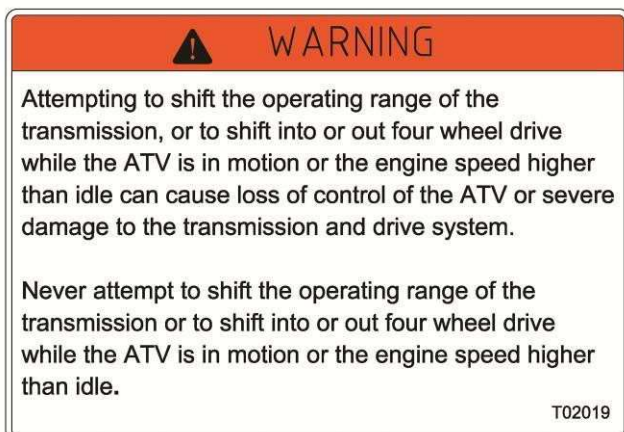 WARNING
Attempting to shift the operating range of the
transmission, or to shift into or out four wheel drive
while the ATV is in motion or the engine speed higher
than idle can cause loss of control of the ATV or severe
damage to the transmission and drive system.
Never attempt to shift the operating range of the
transmission or to shift into or out four wheel drive
while the ATV is in motion or the engine speed higher
than idle.
T02019